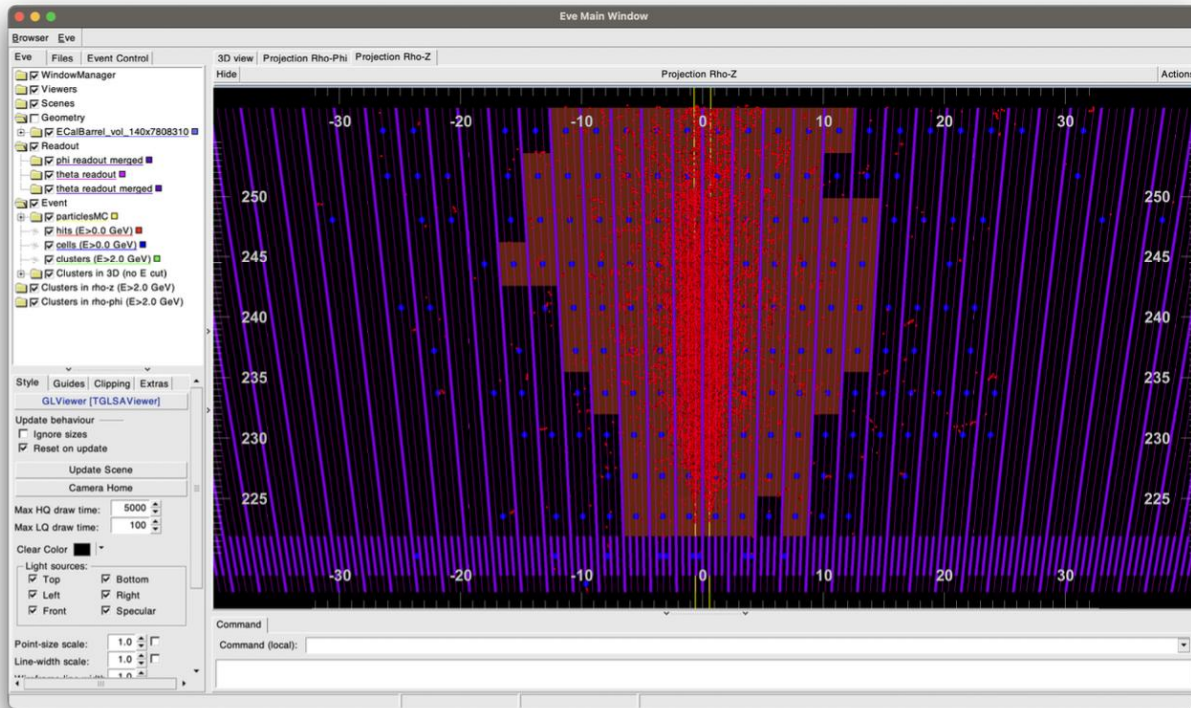 Eve Main Window
Browser Eve
Eve Files Event Control
WindowManager
Viewers
Scenes
Geometry
ECalBarrel_vol_140x7808310
Readout
phi readout merged
theta readout
theta readout merged
Event
particlesMC
hits (E>0.0 GeV)
cells (E>0.0 GeV)
clusters (E>2.0 GeV)
Clusters in 3D (no E cut)
Clusters in rho-z (E>2.0 GeV)
Clusters in rho-phi (E>2.0 GeV)
Style Guides Clipping Extras
GLViewer [TGLSAViewer]
Update behaviour
Ignore sizes
Reset on update
Update Scene
Camera Home
Max HQ draw time: 5000
Max LQ draw time: 100
Clear Color
Light sources:
Top Bottom
Left Right
Front Specular
Point-size scale: 1.0
Line-width scale: 1.0
3D view Projection Rho-Phi Projection Rho-Z
Hide Projection Rho-Z Actions
-30 -20 -10 0 10 20 30
250 250
245 245
240 240
235 235
230 230
225 225
-30 -20 -10 0 10 20 30
Command
Command (local):